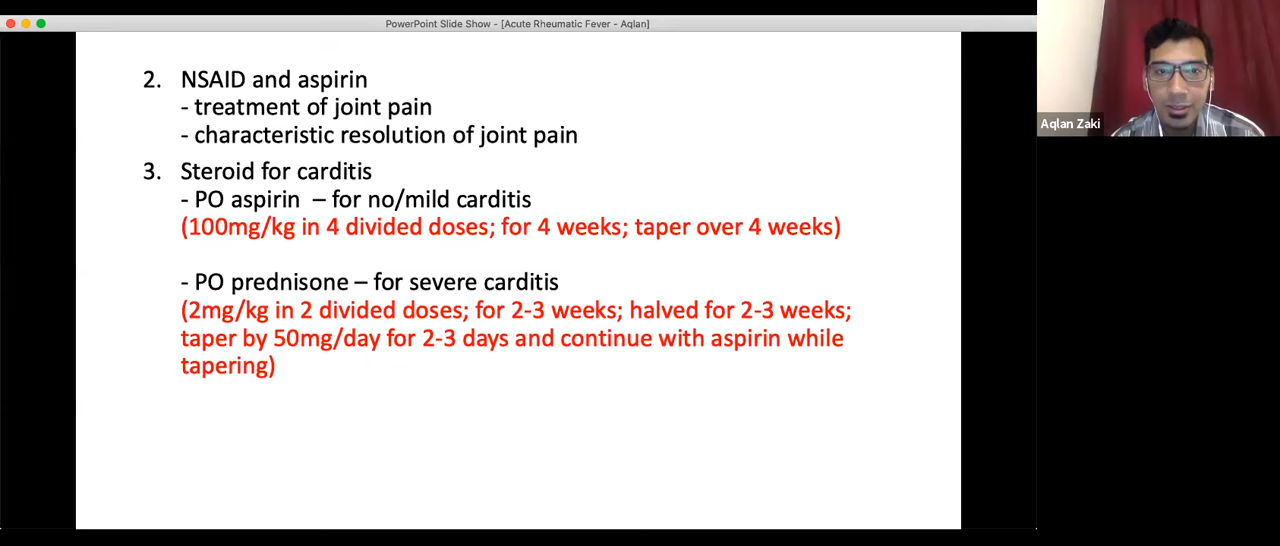 PowerPoint Slide Show - [Acute Rheumatic Fever - Aqlan]
2. NSAID and aspirin
- treatment of joint pain
- characteristic resolution of joint pain
3. Steroid for carditis
- PO aspirin – for no/mild carditis
(100mg/kg in 4 divided doses; for 4 weeks; taper over 4 weeks)
- PO prednisone – for severe carditis
(2mg/kg in 2 divided doses; for 2-3 weeks; halved for 2-3 weeks;
taper by 50mg/day for 2-3 days and continue with aspirin while
tapering)
Aqlan Zaki